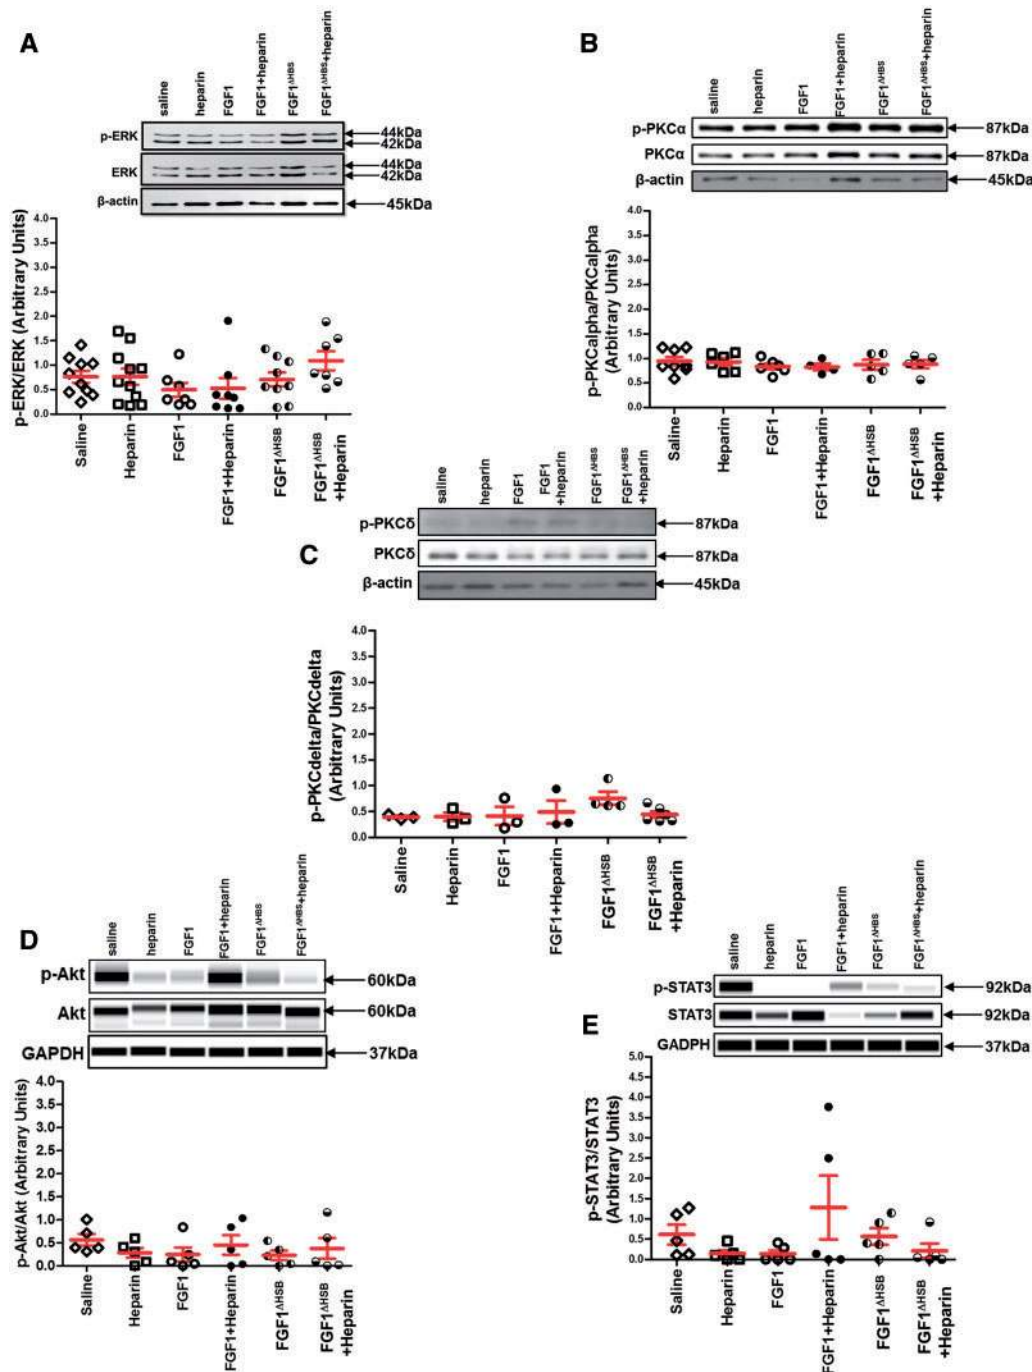 A
saline
heparin
FGF1
FGF1+heparin
FGF1ΔHBS
FGF1ΔHBS+heparin
p-ERK
44kDa
42kDa
ERK
44kDa
42kDa
β-actin
45kDa
p-ERK/ERK (Arbitrary Units)
4.0
3.5
3.0
2.5
2.0
1.5
1.0
0.5
0.0
Saline
Heparin
FGF1
FGF1+Heparin
FGF1ΔHSB
FGF1ΔHSB
+Heparin
B
saline
heparin
FGF1
FGF1+heparin
FGF1ΔHBS
FGF1ΔHBS+heparin
p-PKCα
87kDa
PKCα
87kDa
β-actin
45kDa
p-PKCalpha/PKCalpha
(Arbitrary Units)
4.0
3.5
3.0
2.5
2.0
1.5
1.0
0.5
0.0
Saline
Heparin
FGF1
FGF1+Heparin
FGF1ΔHSB
FGF1ΔHSB
+Heparin
C
saline
heparin
FGF1
FGF1
+heparin
FGF1ΔHBS
FGF1ΔHBS
+heparin
p-PKCδ
87kDa
PKCδ
87kDa
β-actin
45kDa
p-PKCdelta/PKCdelta
(Arbitrary Units)
4.0
3.5
3.0
2.5
2.0
1.5
1.0
0.5
0.0
Saline
Heparin
FGF1
FGF1+Heparin
FGF1ΔHSB
FGF1ΔHSB
+Heparin
D
saline
heparin
FGF1
FGF1+heparin
FGF1ΔHBS
FGF1ΔHBS+heparin
p-Akt
60kDa
Akt
60kDa
GAPDH
37kDa
p-Akt/Akt (Arbitrary Units)
4.0
3.5
3.0
2.5
2.0
1.5
1.0
0.5
0.0
Saline
Heparin
FGF1
FGF1+Heparin
FGF1ΔHSB
FGF1ΔHSB
+Heparin
E
saline
heparin
FGF1
FGF1+heparin
FGF1ΔHBS
FGF1ΔHBS+heparin
p-STAT3
92kDa
STAT3
92kDa
GADPH
37kDa
p-STAT3/STAT3
(Arbitrary Units)
5.0
4.5
4.0
3.5
3.0
2.5
2.0
1.5
1.0
0.5
0.0
Saline
Heparin
FGF1
FGF1+Heparin
FGF1ΔHSB
FGF1ΔHSB
+Heparin